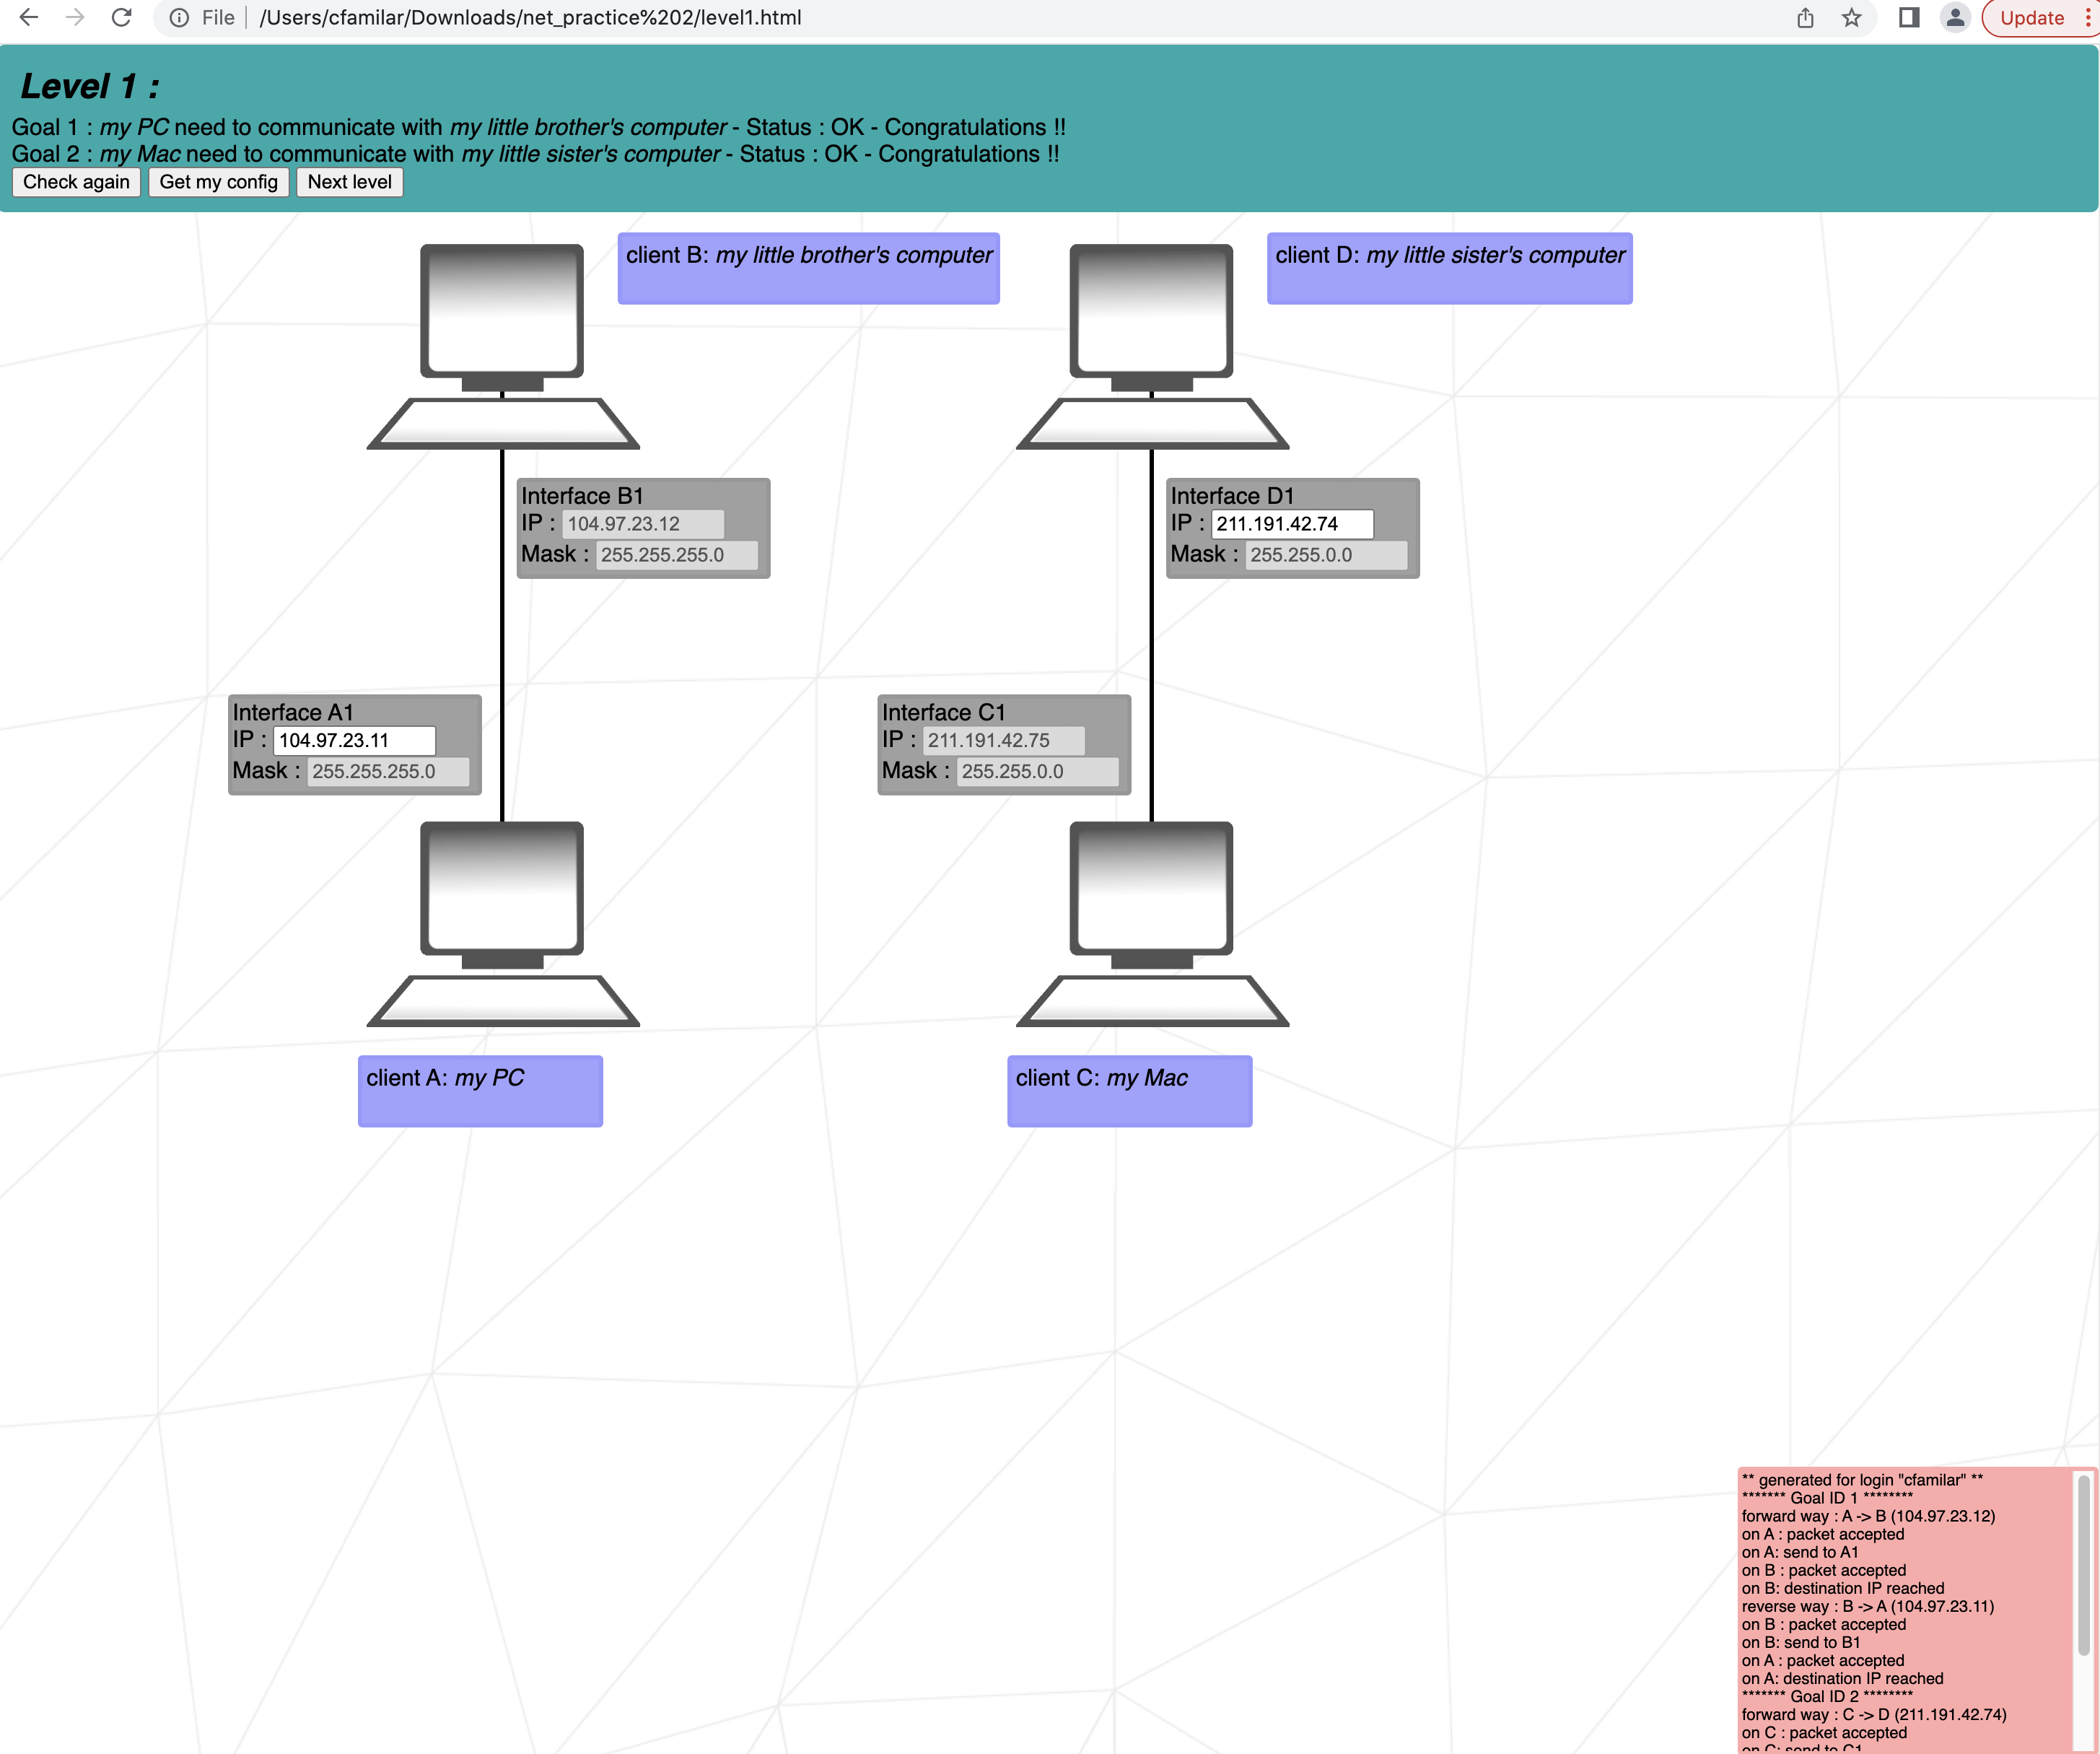 File | /Users/cfamilar/Downloads/net_practice%202/level1.html
Update
Level 1 :
Goal 1 : my PC need to communicate with my little brother's computer - Status : OK - Congratulations !!
Goal 2 : my Mac need to communicate with my little sister's computer - Status : OK - Congratulations !!
Check again Get my config Next level
client B: my little brother's computer
client D: my little sister's computer
Interface B1
IP : 104.97.23.12
Mask : 255.255.255.0
Interface D1
IP : 211.191.42.74
Mask : 255.255.0.0
Interface A1
IP : 104.97.23.11
Mask : 255.255.255.0
Interface C1
IP : 211.191.42.75
Mask : 255.255.0.0
client A: my PC
client C: my Mac
** generated for login "cfamilar" **
******* Goal ID 1 ********
forward way : A -> B (104.97.23.12)
on A : packet accepted
on A: send to A1
on B : packet accepted
on B: destination IP reached
reverse way : B -> A (104.97.23.11)
on B : packet accepted
on B: send to B1
on A : packet accepted
on A: destination IP reached
******* Goal ID 2 ********
forward way : C -> D (211.191.42.74)
on C : packet accepted
on C: send to C1